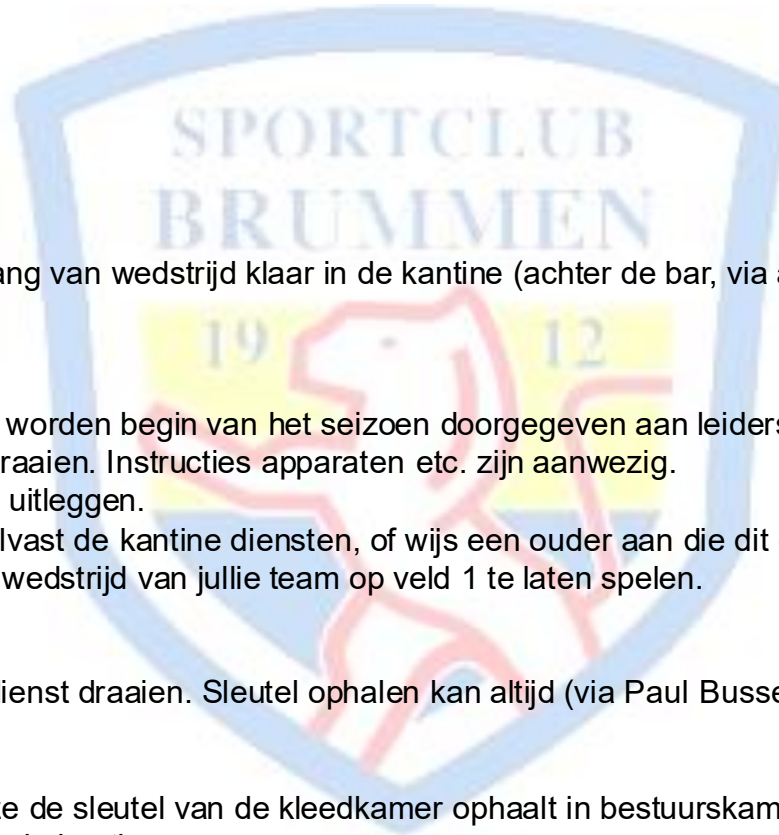 SPORTCLUB
BRUMMEN
van wedstrijd klaar in de kantine (achter de bar, via
19 12
worden begin van het seizoen doorgegeven aan leiders
raaien. Instructies apparaten etc. zijn aanwezig.
uitleggen.
lvast de kantine diensten, of wijs een ouder aan die dit
wedstrijd van jullie team op veld 1 te laten spelen.
ienst draaien. Sleutel ophalen kan altijd (via Paul Busse
de sleutel van de kleedkamer ophaalt in bestuurskam